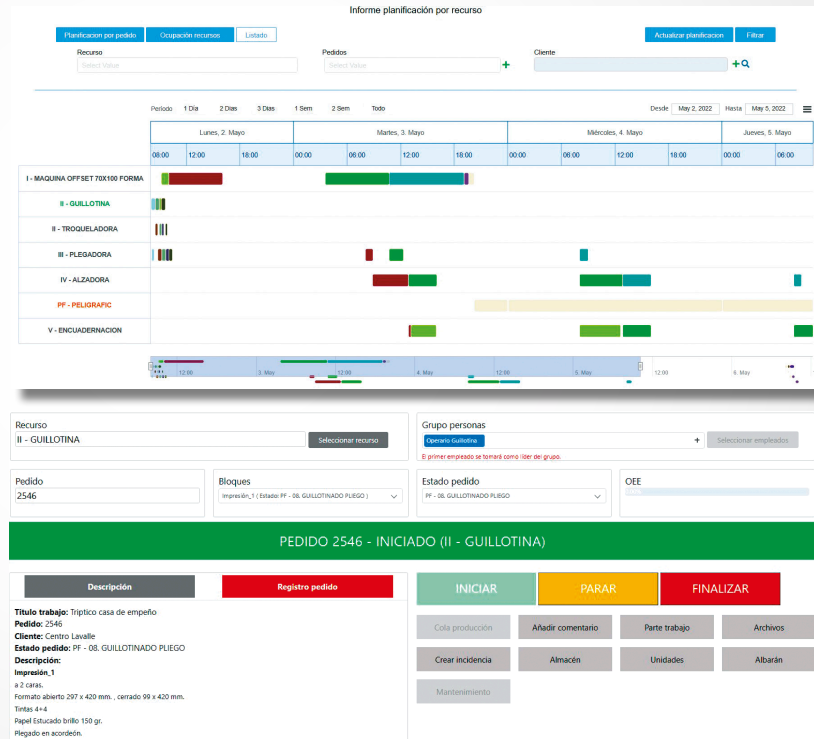 Informe planificación por recurso
Planificacion por pedido Ocupación recursos Listado Actualizar planificacion Filtrar
Recurso Pedidos Cliente
Select Value Select Value
Período 1 Día 2 Días 3 Días 1 Sem 2 Sem Todo Desde May 2, 2022 Hasta May 5, 2022
Lunes, 2. Mayo Martes, 3. Mayo Miércoles, 4. Mayo Jueves, 5. Mayo
08:00 12:00 18:00 00:00 06:00 12:00 18:00 00:00 06:00 12:00 18:00 00:00 06:00
I - MAQUINA OFFSET 70X100 FORMA
II - GUILLOTINA
II - TROQUELADORA
III - PLEGADORA
IV - ALZADORA
PF - PELIGRAFIC
V - ENCUADERNACION
12:00 3. May 12:00 4. May 12:00 5. May 12:00 6. May
Recurso
II - GUILLOTINA Seleccionar recurso
Grupo personas
Operario Guillotina Seleccionar empleados
El primer empleado se tomará como líder del grupo.
Pedido Bloques Estado pedido OEE
2546 Impresión_1 ( Estado: PF - 08. GUILLOTINADO PLIEGO ) PF - 08. GUILLOTINADO PLIEGO
PEDIDO 2546 - INICIADO (II - GUILLOTINA)
Descripción Registro pedido
Titulo trabajo: Triptico casa de empeño
Pedido: 2546
Cliente: Centro Lavalle
Estado pedido: PF - 08. GUILLOTINADO PLIEGO
Descripción:
Impresión_1
a 2 caras.
Formato abierto 297 x 420 mm. , cerrado 99 x 420 mm.
Tintas 4+4
Papel Estucado brillo 150 gr.
Plegado en acordeón.
INICIAR PARAR FINALIZAR
Cola producción Añadir comentario Parte trabajo Archivos
Crear incidencia Almacén Unidades Albarán
Mantenimiento